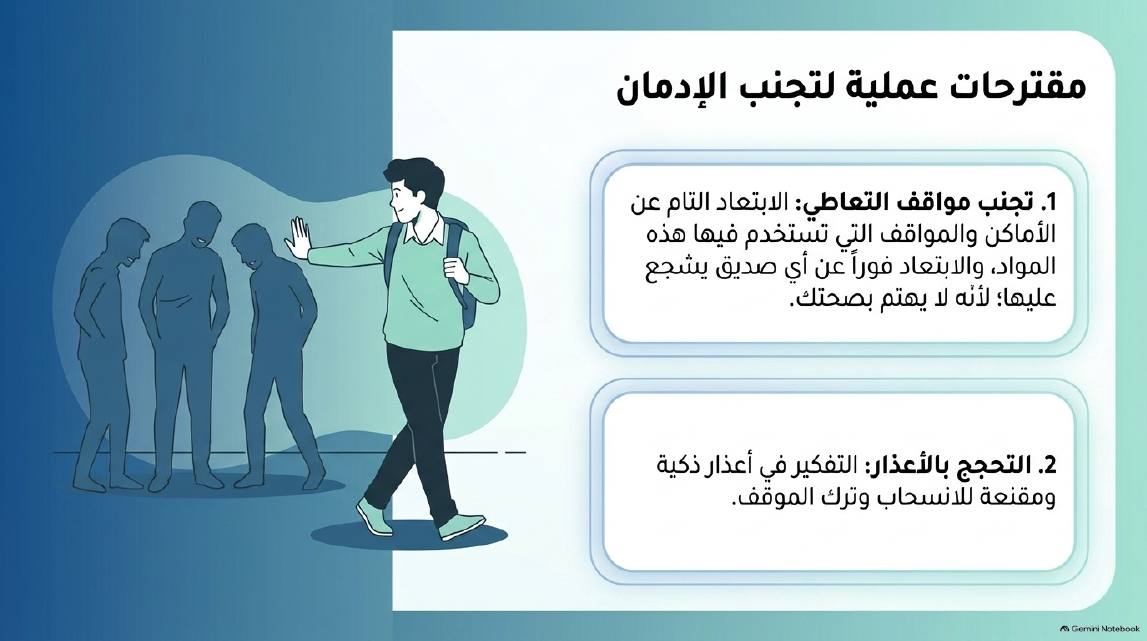 مقترحات عملية لتجنب الإدمان
1. تجنب مواقف التعاطي: الابتعاد التام عن
الأماكن والمواقف التي تستخدم فيها هذه
المواد، والابتعاد فوراً عن أي صديق يشجع
عليها؛ لأنه لا يهتم بصحتك.
2. التحجج بالأعذار: التفكير في أعذار ذكية
ومقنعة للانسحاب وترك الموقف.
Gemini Notebook